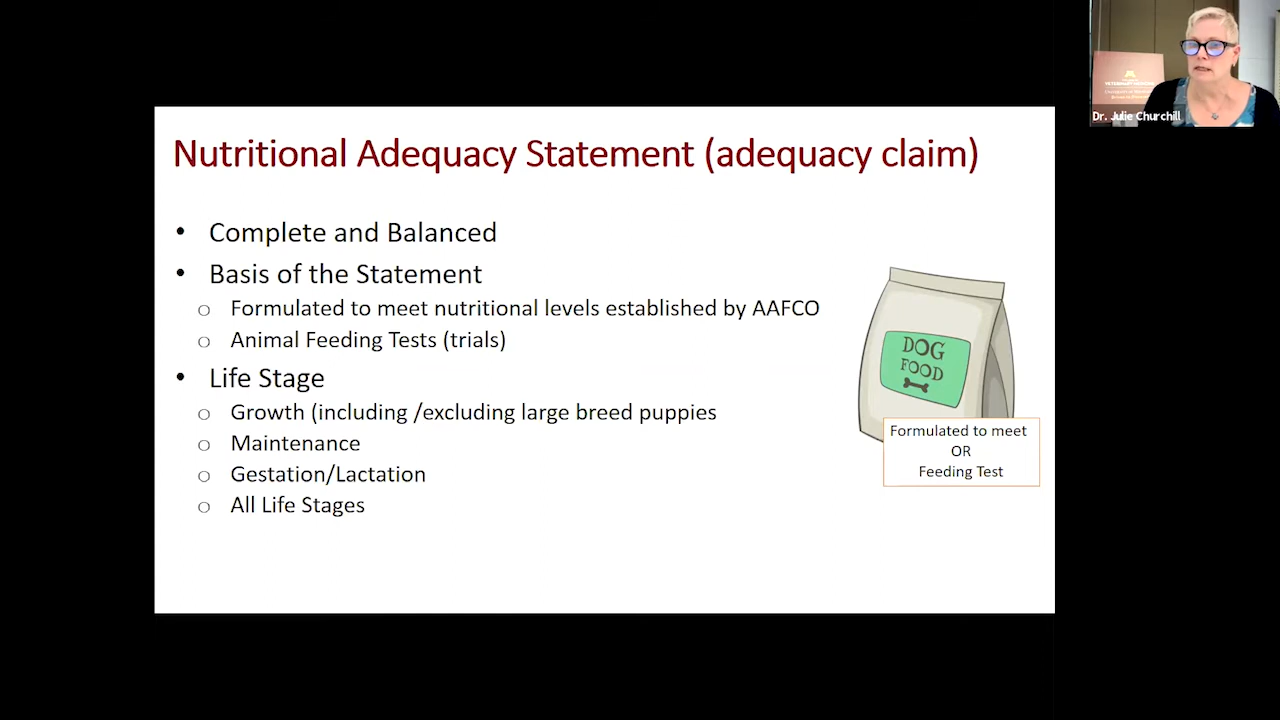 Dr. Julie Churchill
Nutritional Adequacy Statement (adequacy claim)
• Complete and Balanced
• Basis of the Statement
o Formulated to meet nutritional levels established by AAFCO
o Animal Feeding Tests (trials)
• Life Stage
o Growth (including /excluding large breed puppies
o Maintenance
o Gestation/Lactation
o All Life Stages
DOG
FOOD
Formulated to meet
OR
Feeding Test